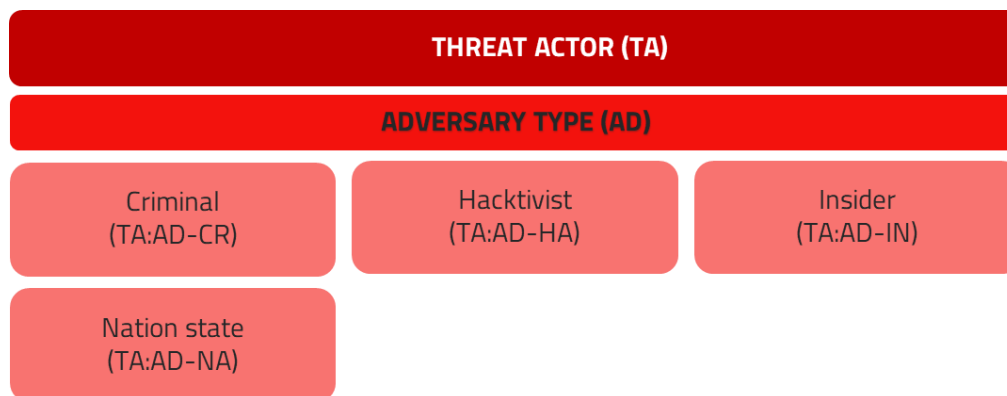 THREAT ACTOR (TA)
ADVERSARY TYPE (AD)
Criminal
(TA:AD-CR)
Hacktivist
(TA:AD-HA)
Insider
(TA:AD-IN)
Nation state
(TA:AD-NA)